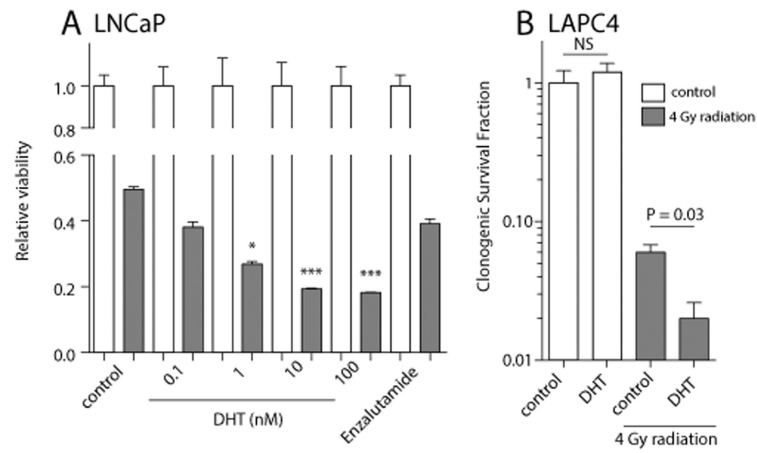 A LNCaP
Relative viability
1.0
0.8
0.6
0.4
0.2
0.0
*
***
***
control
0.1
1
10
100
Enzalutamide
DHT (nM)
B LAPC4
Clonogenic Survival Fraction
1
0.10
0.01
NS
control
4 Gy radiation
P = 0.03
control
DHT
control
DHT
4 Gy radiation